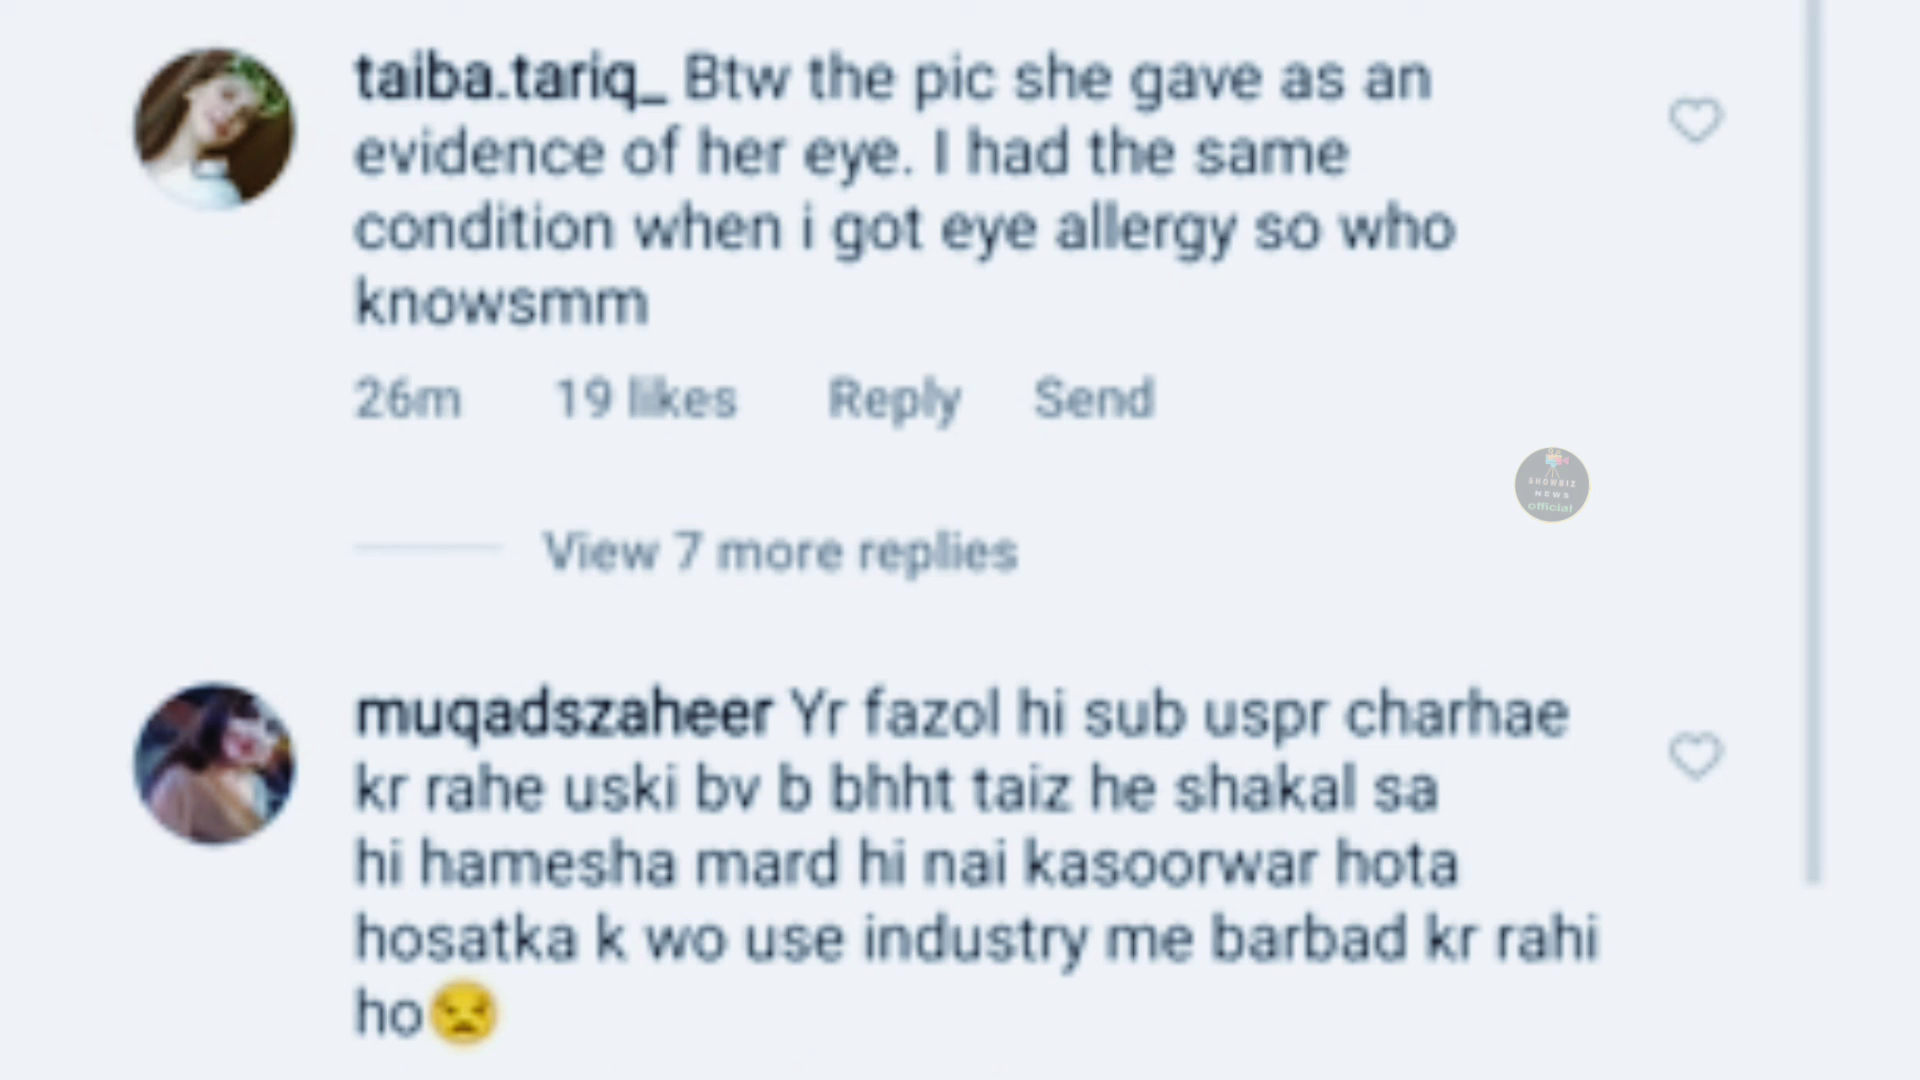 taiba.tariq_ Btw the pic she gave as an
evidence of her eye. I had the same
condition when i got eye allergy so who
knowsmm
26m 19 likes Reply Send
View 7 more replies
SHOWBIZ
NEWS
official
muqadszaheer Yr fazol hi sub uspr charhae
kr rahe uski bv b bhht taiz he shakal sa
hi hamesha mard hi nai kasoorwar hota
hosatka k wo use industry me barbad kr rahi
ho😒